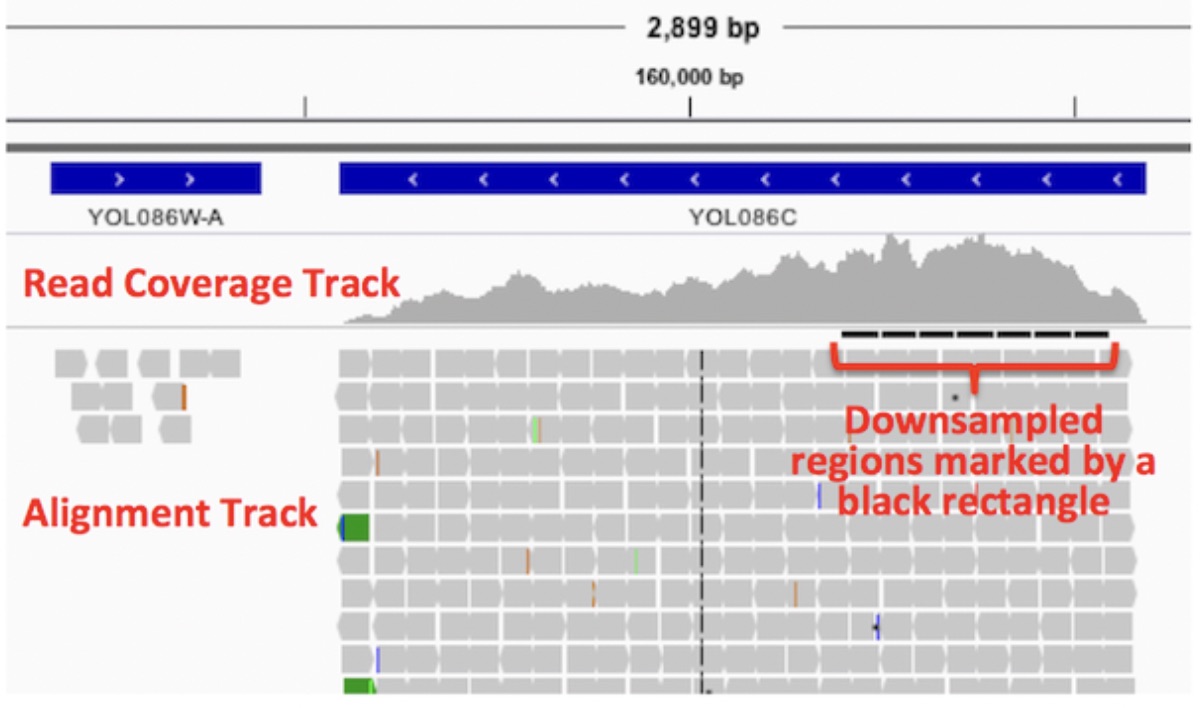 2,899 bp
160,000 bp
YOL086W-A
YOL086C
Read Coverage Track
Downsampled
regions marked by a
black rectangle
Alignment Track